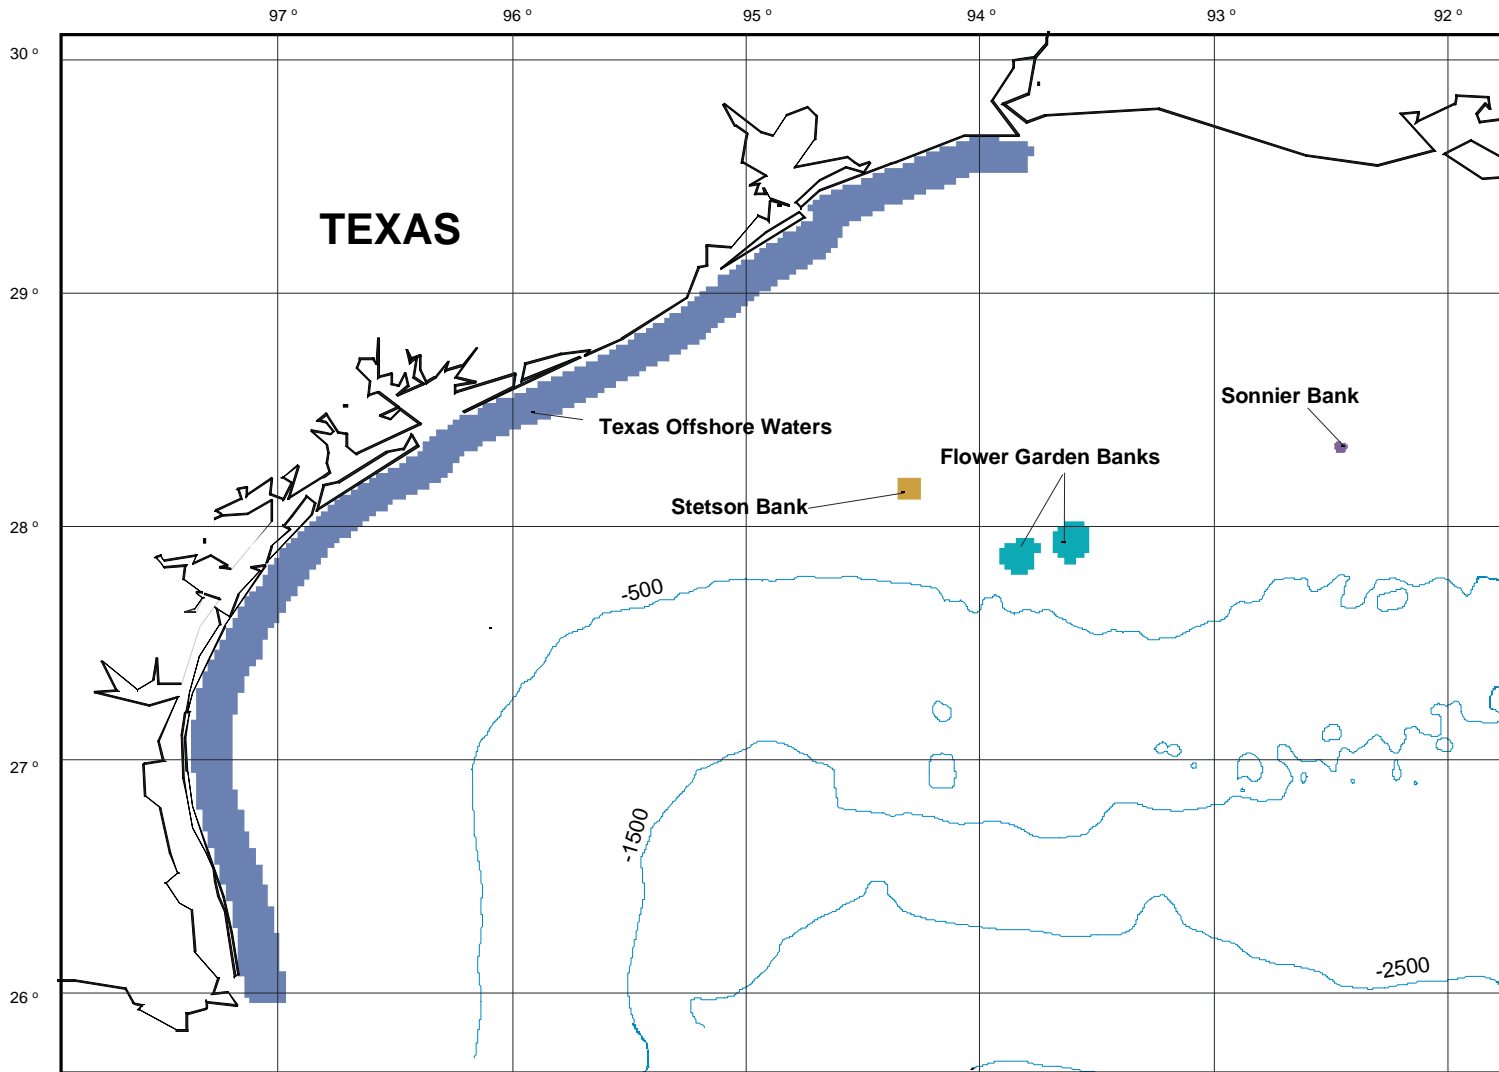 97 º 96 º 95 º 94 º 93 º 92 º
30 º
TEXAS
29 º
Sonnier Bank
Texas Offshore Waters
Flower Garden Banks
Stetson Bank
28 º
-500
27 º
-1500
-2500
26 º